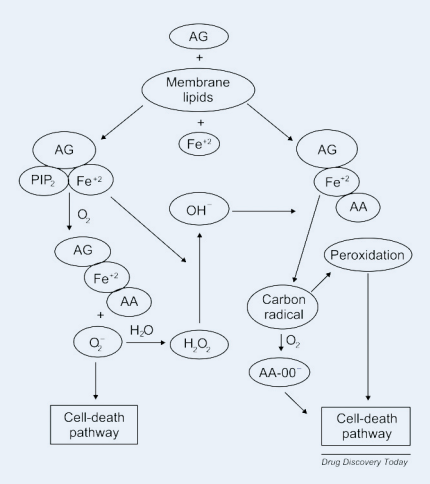 AG
+
Membrane
lipids
+
Fe⁺²
AG
PIP₂
Fe⁺²
O₂
AG
Fe⁺²
AA
+
O₂⁻
H₂O
H₂O₂
OH⁻
Cell-death
pathway
AG
Fe⁺²
AA
Peroxidation
Carbon
radical
O₂
AA-00⁻
Cell-death
pathway
Drug Discovery Today